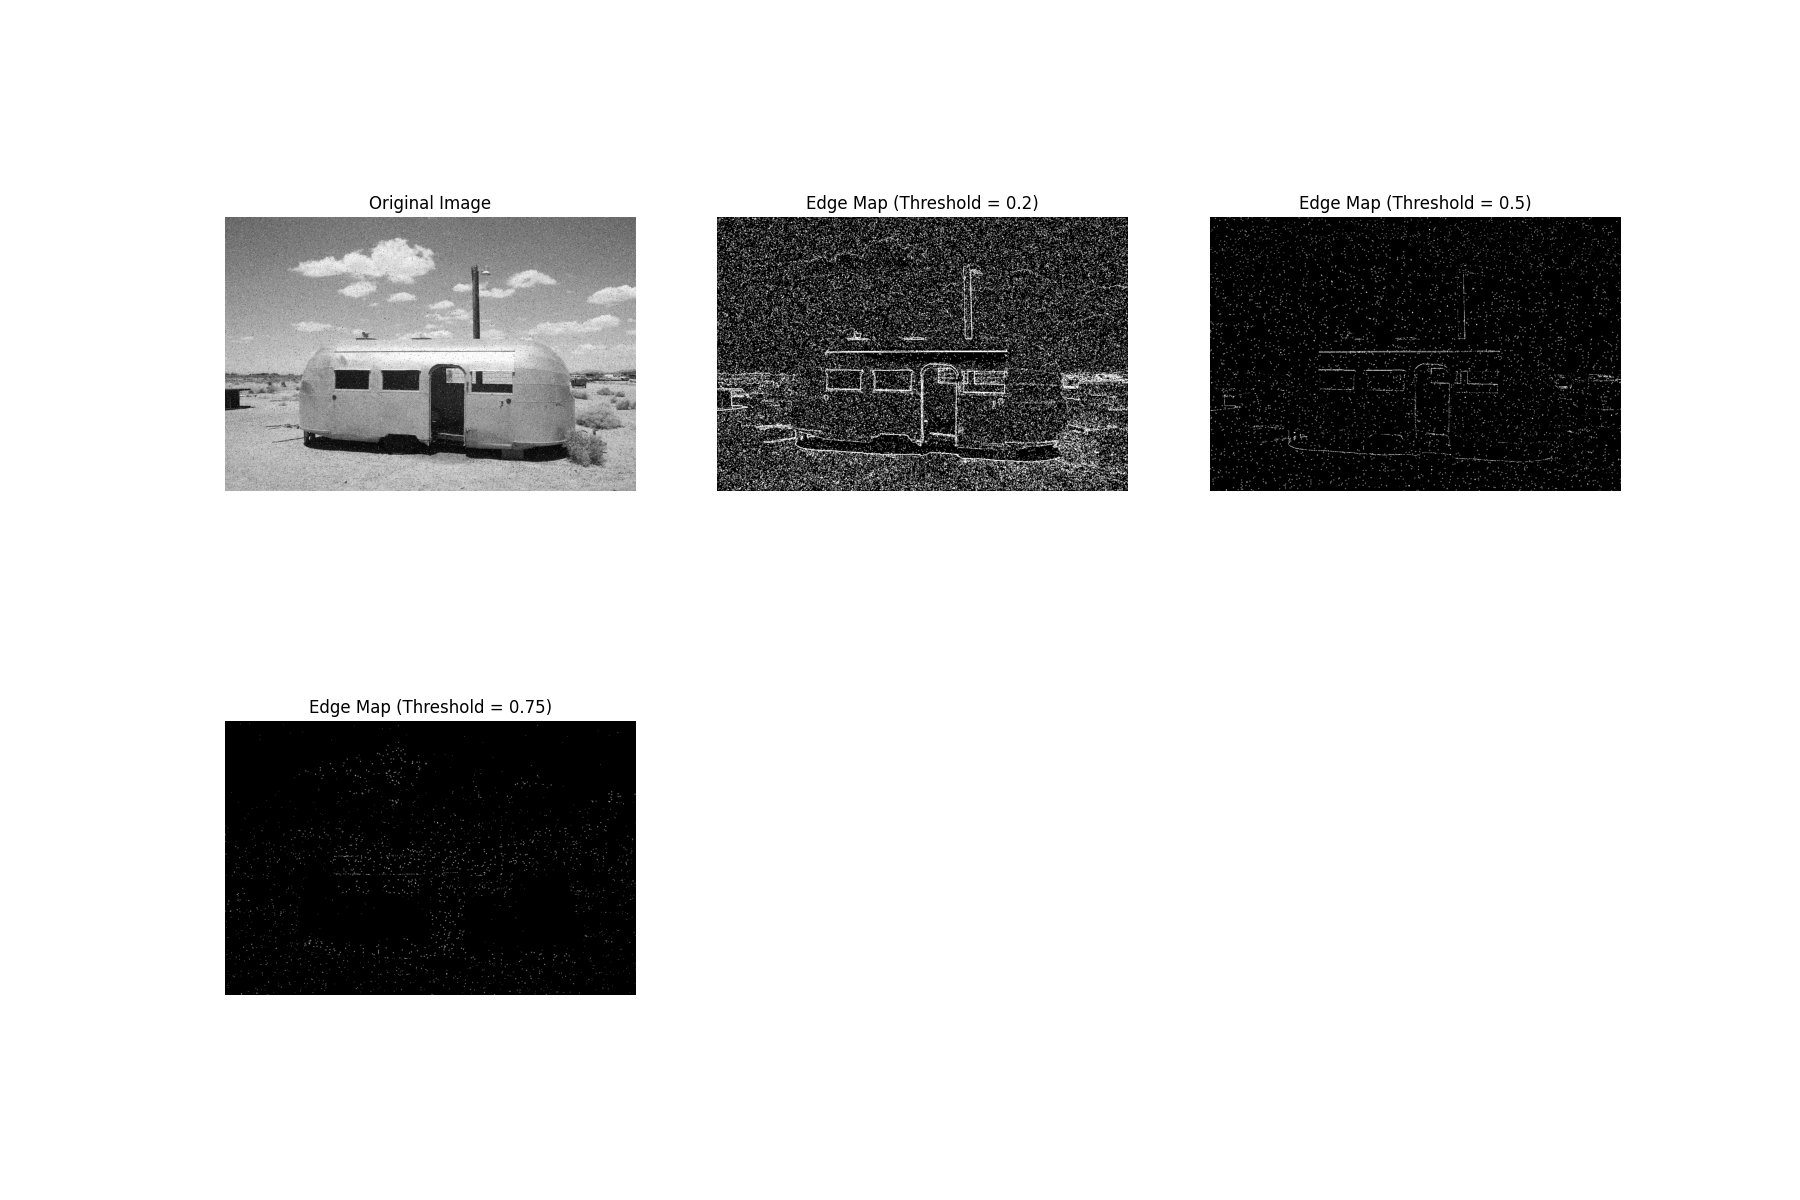 Original Image
Edge Map (Threshold = 0.2)
Edge Map (Threshold = 0.5)
Edge Map (Threshold = 0.75)